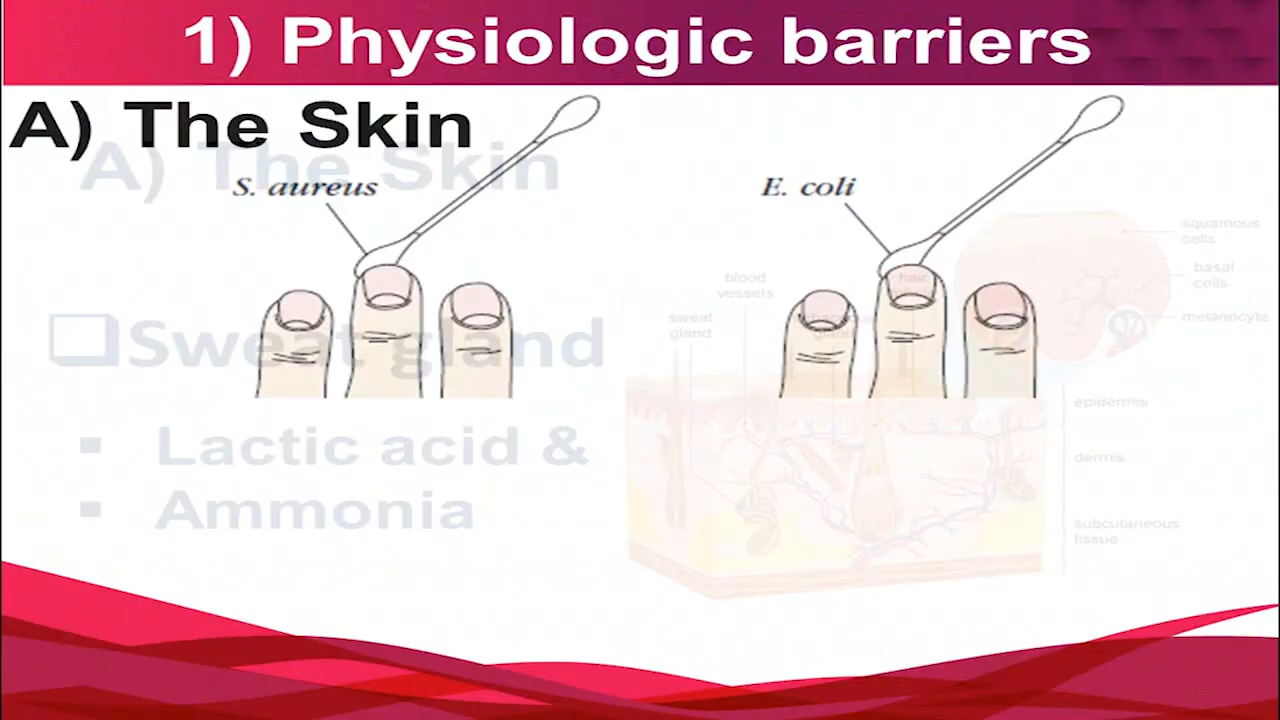 1) Physiologic barriers
A) The Skin
A) The Skin
S. aureus
E. coli
squamous
cells
basal
cells
melanocyte
blood
vessels
hair
sweat
gland
Sweat gland
▪ Lactic acid &
▪ Ammonia
epidermis
dermis
subcutaneous
tissue